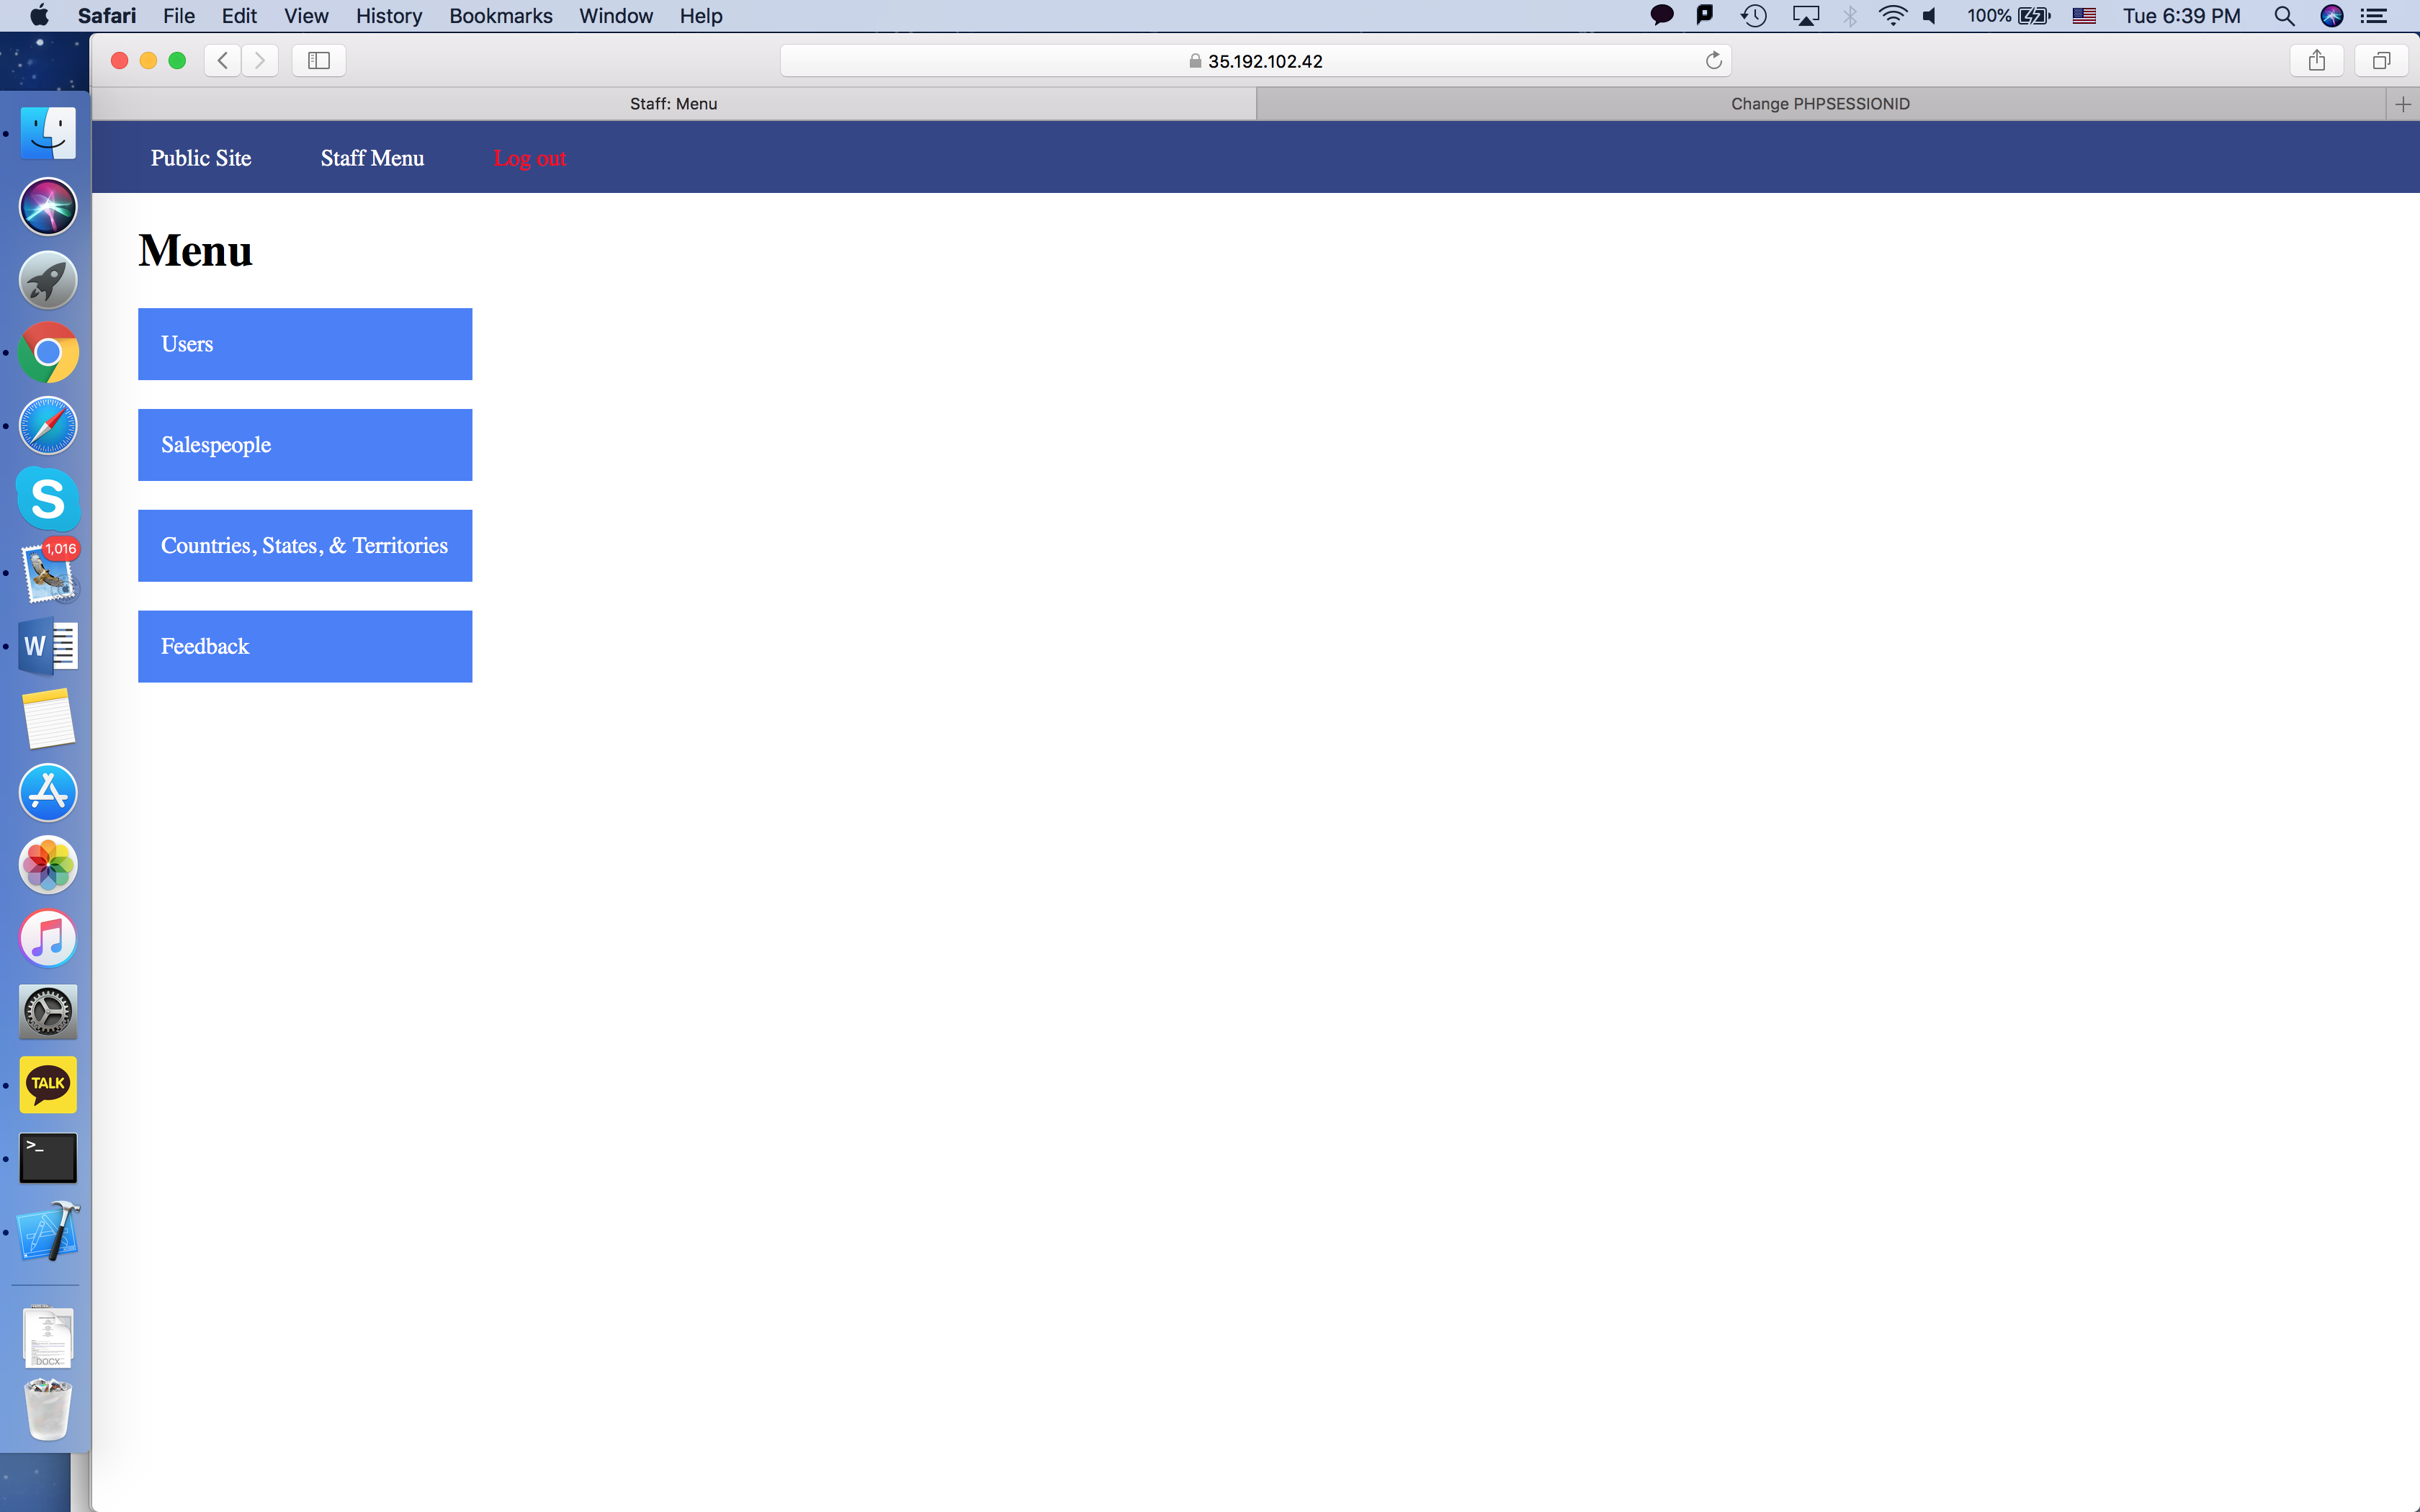 Safari File Edit View History Bookmarks Window Help 100% Tue 6:39 PM
35.192.102.42
Staff: Menu Change PHPSESSIONID
Public Site Staff Menu Log out
Menu
Users
Salespeople
Countries, States, & Territories
Feedback
S
1,016
W
TALK
>_
DOCX